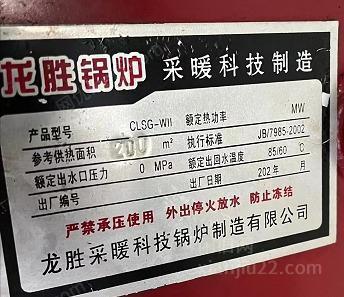 龙胜锅炉 采暖科技制造
产品型号 CLSG-WII 额定热功率 MW
参考供热面积 200 m² 执行标准 JB/7985-2002
额定出水口压力 0 MPa 额定出回水温度 85/60℃
出厂编号 出厂日期 202 年 月
严禁承压使用 外出停火放水 防止冻结
龙胜采暖科技锅炉制造有限公司